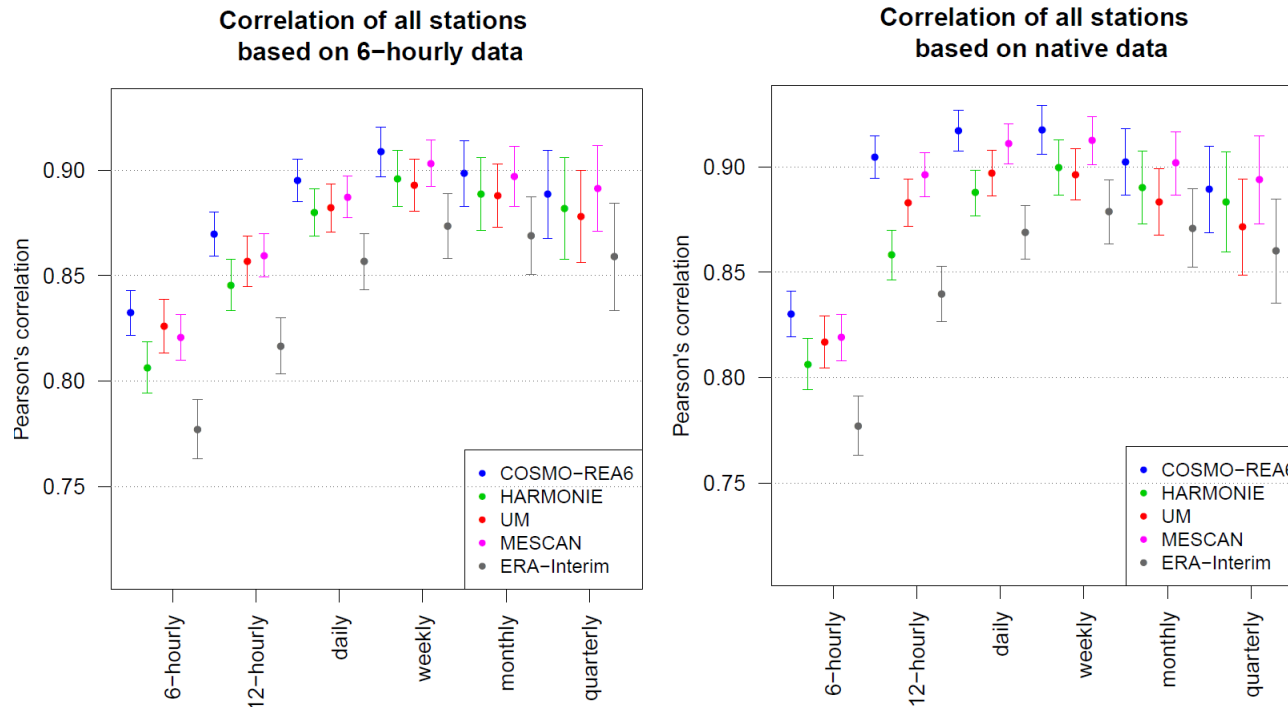 Correlation of all stations
based on 6−hourly data
Pearson's correlation
0.90
0.85
0.80
0.75
COSMO−REA6
HARMONIE
UM
MESCAN
ERA−Interim
6-hourly
12-hourly
daily
weekly
monthly
quarterly
Correlation of all stations
based on native data
Pearson's correlation
0.90
0.85
0.80
0.75
COSMO−REA6
HARMONIE
UM
MESCAN
ERA−Interim
6-hourly
12-hourly
daily
weekly
monthly
quarterly